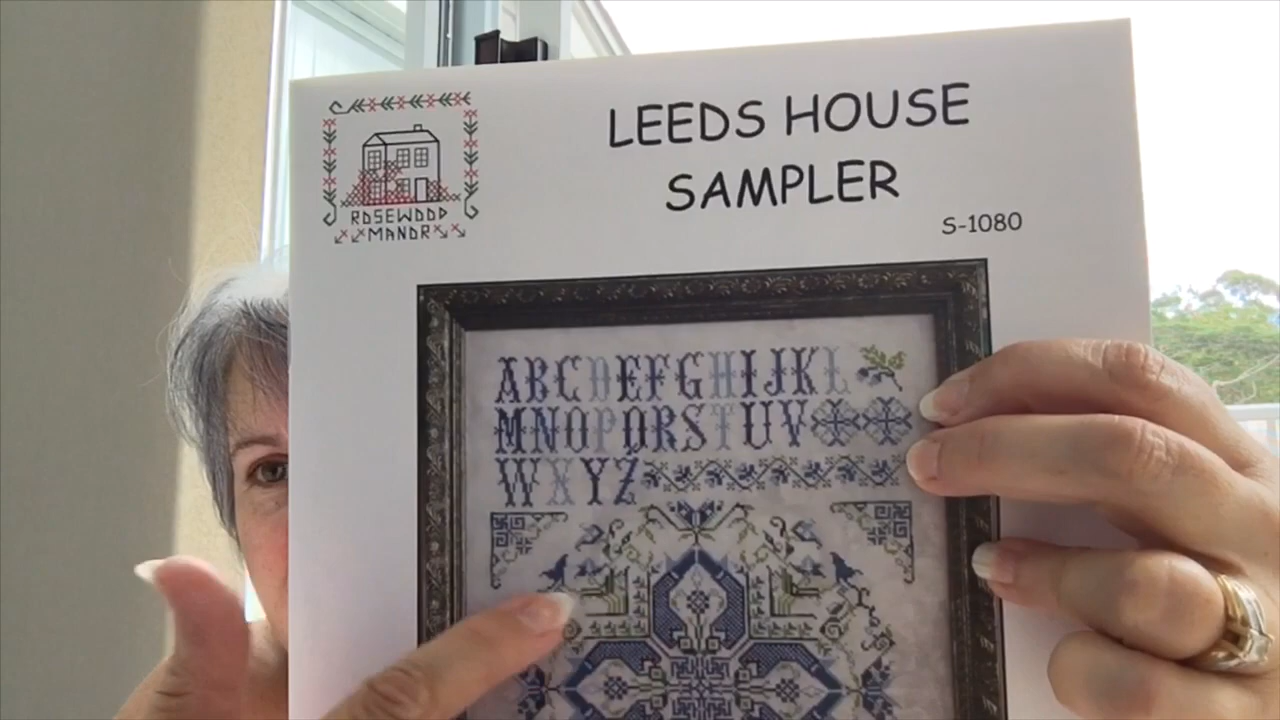 LEEDS HOUSE
SAMPLER
S-1080
ROSEWOOD
MANOR
ABCDEFGHIJKL
MNOPQRSTUV
WXYZ